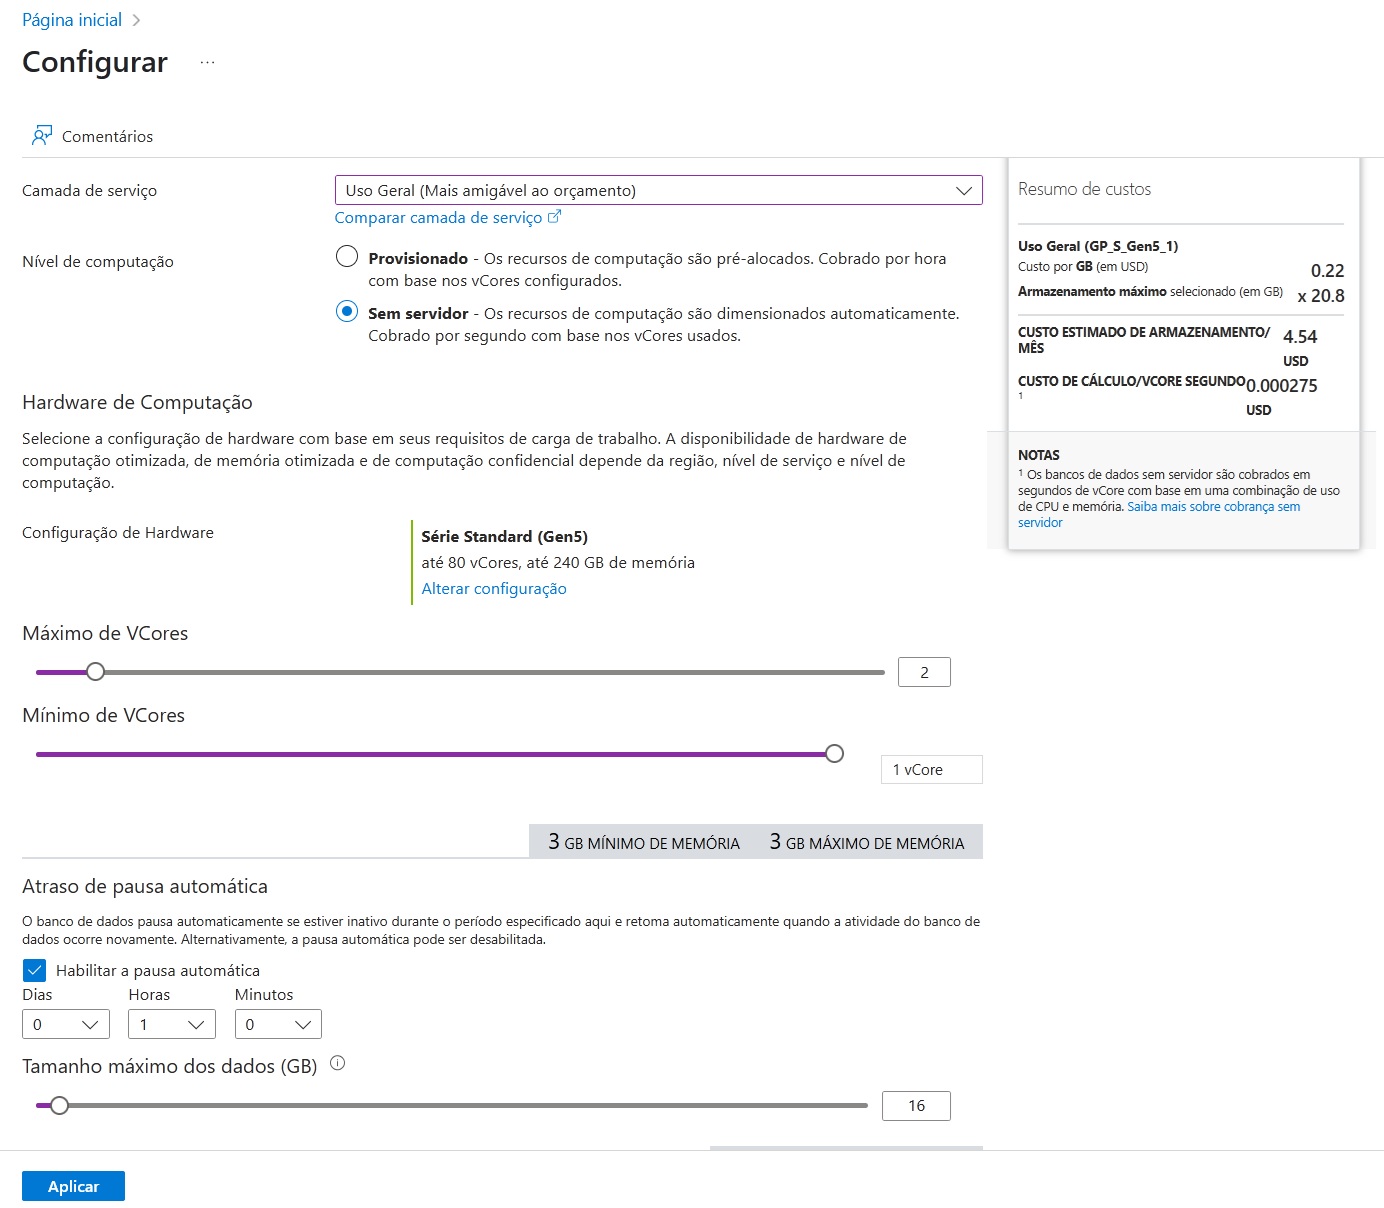 Página inicial
Configurar ...
Comentários
Camada de serviço
Uso Geral (Mais amigável ao orçamento)
Comparar camada de serviço
Nível de computação
Provisionado - Os recursos de computação são pré-alocados. Cobrado por hora
com base nos vCores configurados.
Sem servidor - Os recursos de computação são dimensionados automaticamente.
Cobrado por segundo com base nos vCores usados.
Hardware de Computação
Selecione a configuração de hardware com base em seus requisitos de carga de trabalho. A disponibilidade de hardware de
computação otimizada, de memória otimizada e de computação confidencial depende da região, nível de serviço e nível de
computação.
Configuração de Hardware
Série Standard (Gen5)
até 80 vCores, até 240 GB de memória
Alterar configuração
Máximo de VCores
2
Mínimo de VCores
1 vCore
3 GB MÍNIMO DE MEMÓRIA 3 GB MÁXIMO DE MEMÓRIA
Atraso de pausa automática
O banco de dados pausa automaticamente se estiver inativo durante o período especificado aqui e retoma automaticamente quando a atividade do banco de
dados ocorre novamente. Alternativamente, a pausa automática pode ser desabilitada.
Habilitar a pausa automática
Dias Horas Minutos
0 1 0
Tamanho máximo dos dados (GB)
16
Aplicar
Resumo de custos
Uso Geral (GP_S_Gen5_1)
Custo por GB (em USD) 0.22
Armazenamento máximo selecionado (em GB) x 20.8
CUSTO ESTIMADO DE ARMAZENAMENTO/ 4.54
MÊS
USD
CUSTO DE CÁLCULO/VCORE SEGUNDO 0.000275
1
USD
NOTAS
1 Os bancos de dados sem servidor são cobrados em
segundos de vCore com base em uma combinação de uso
de CPU e memória. Saiba mais sobre cobrança sem
servidor